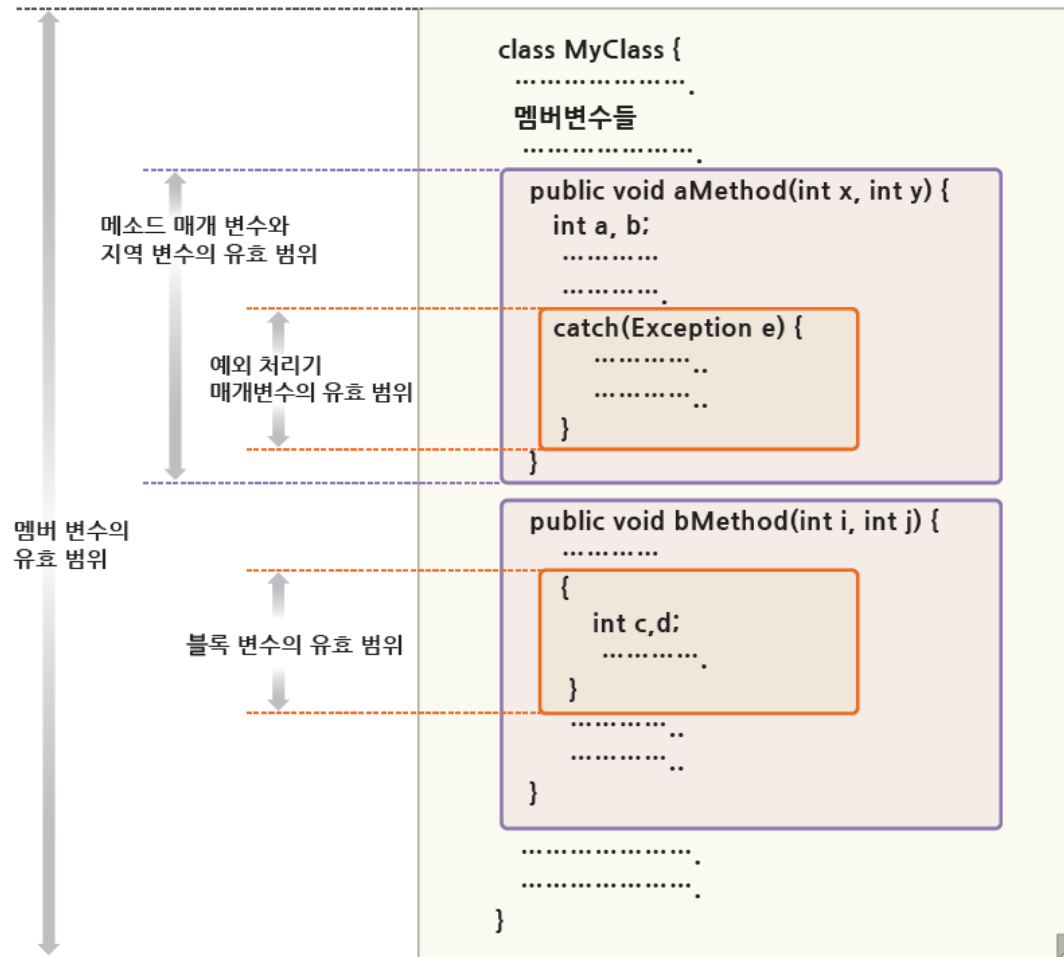 class MyClass {
…………………….
멤버변수들
…………………….
public void aMethod(int x, int y) {
int a, b;
…………
………….
catch(Exception e) {
…………..
…………..
}
}
public void bMethod(int i, int j) {
…………
{
int c,d;
………….
}
…………..
…………..
}
…………………….
…………………….
}
메소드 매개 변수와
지역 변수의 유효 범위
예외 처리기
매개변수의 유효 범위
멤버 변수의
유효 범위
블록 변수의 유효 범위